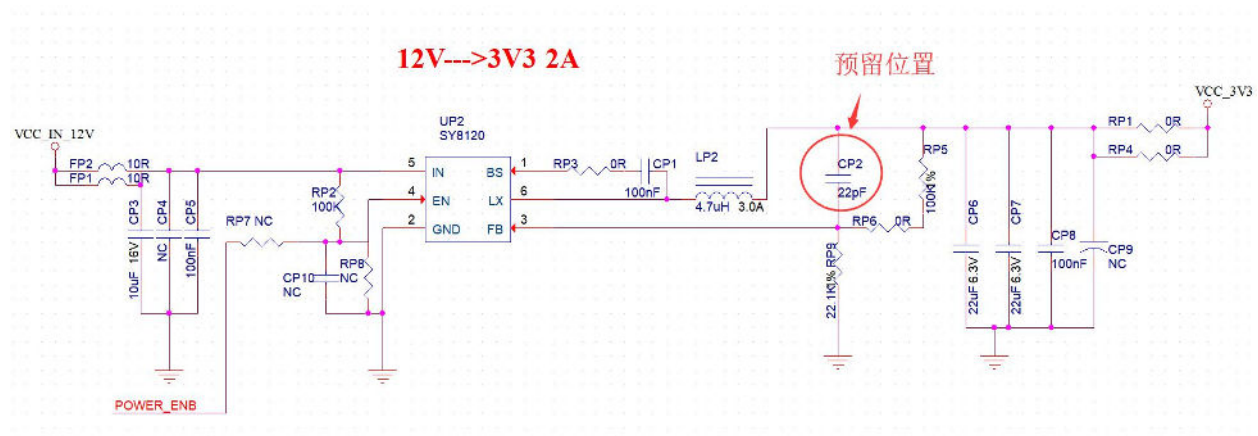 12V--->3V3 2A
预留位置
VCC_3V3
VCC_IN_12V
UP2
SY8120
FP2 10R
FP1 10R
5 IN BS 1
4 EN LX 6
2 GND FB 3
RP3 0R
CP1
100nF
LP2
4.7uH 3.0A
CP2
22pF
RP5
100K1%
RP1 0R
RP4 0R
RP2
100K
RP7 NC
CP3
10uF 16V
CP4
NC
CP5
100nF
CP10
NC
RP8
NC
RP6 0R
RP9
22.1K1%
CP6
22uF 6.3V
CP7
22uF 6.3V
CP8
100nF
CP9
NC
POWER_ENB